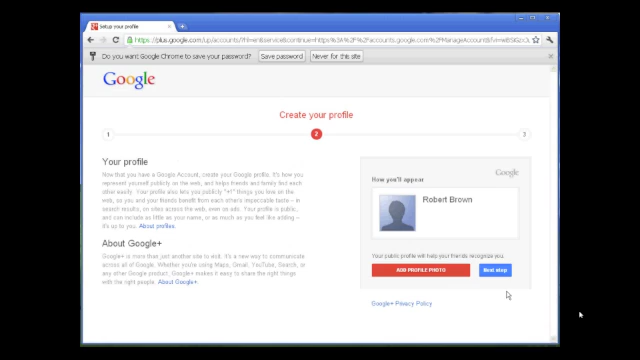 Setup your profile
https://plus.google.com/up/accounts/
Do you want Google Chrome to save your password?
Save password
Never for this site
Google
Create your profile
1
2
3
Your profile
Now that you have a Google Account, create your Google profile. It's how you
represent yourself publicly on the web, and helps friends and family find each
other easily. Your profile also lets you publicly "+1" things you love on the
web, so you and your friends benefit from each other's impeccable taste – in
search results, on sites across the web, even on ads. Your profile is public,
and can include as little as your name, or as much as you feel like adding –
it's up to you. About profiles.
About Google+
Google+ is more than just another site to visit. It's a new way to communicate
across all of Google. Whether you're using Maps, Gmail, YouTube, Search, or
any other Google product, Google+ makes it easy to share the right things
with the right people. About Google+.
Google
How you'll appear
Robert Brown
Your public profile will help your friends recognize you.
ADD PROFILE PHOTO
Next step
Google+ Privacy Policy